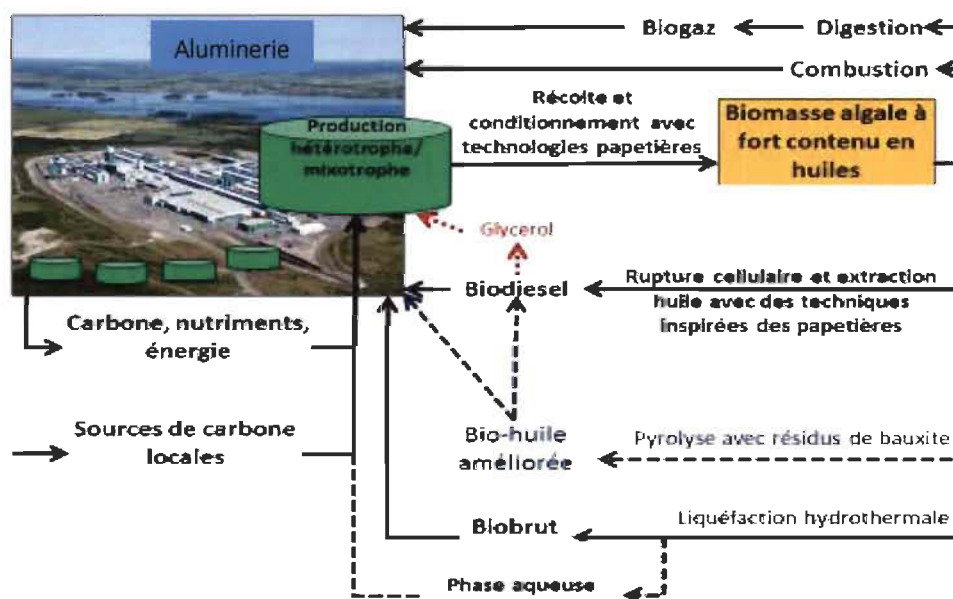 Aluminerie
Biogaz
Digestion
Combustion
Production
hétérotrophe/
mixotrophe
Récolte et
conditionnement avec
technologies papetières
Biomasse algale à
fort contenu en
huiles
Glycerol
Biodiesel
Rupture cellulaire et extraction
huile avec des techniques
inspirées des papetières
Carbone, nutriments,
énergie
Sources de carbone
locales
Bio-huile
améliorée
Pyrolyse avec résidus de bauxite
Biobrut
Liquéfaction hydrothermale
Phase aqueuse